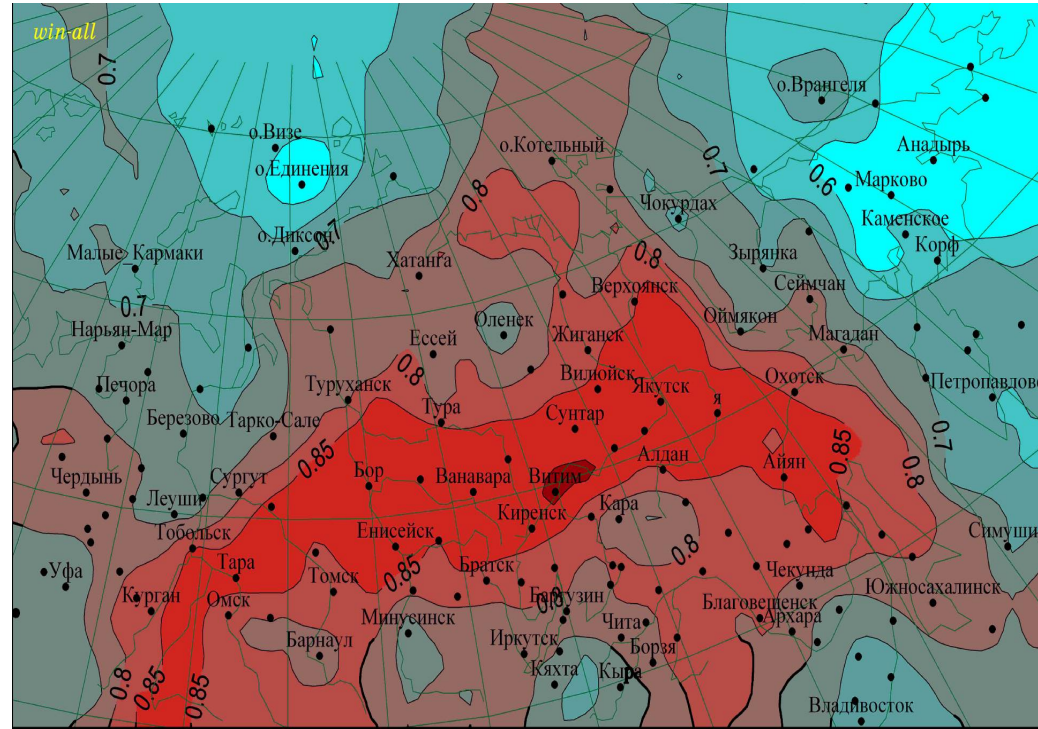 win-all
0.7
о.Врангеля
о.Визе
о.Котельный
Анадырь
о.Единения
0.7
0.6
Марково
0.8
Чокурдах
Каменское
о.Диксон
0.7
Корф
Малые Кармаки
Хатанга
0.8
Зырянка
Верхоянск
Сеймчан
0.7
Нарьян-Мар
Оленек
Оймякон
Ессей
Жиганск
Магадан
0.8
Печора
Туруханск
Вилюйск
Якутск
я
Охотск
Петропавлово
Березово
Тарко-Сале
Тура
Сунтар
0.7
0.85
0.85
Чердынь
Сургут
Бор
Ванавара
Витим
Алдан
Айян
0.8
Леуши
Кара
Тобольск
Енисейск
Киренск
Симуши
0.8
Уфа
Тара
Томск
0.85
Братск
Чекунда
Курган
Омск
Минусинск
0.8
Баргузин
Благовещенск
Южносахалинск
Барнаул
Иркутск
Чита
Архара
Борзя
0.8
0.85
0.85
Кяхта
Кыра
Владивосток